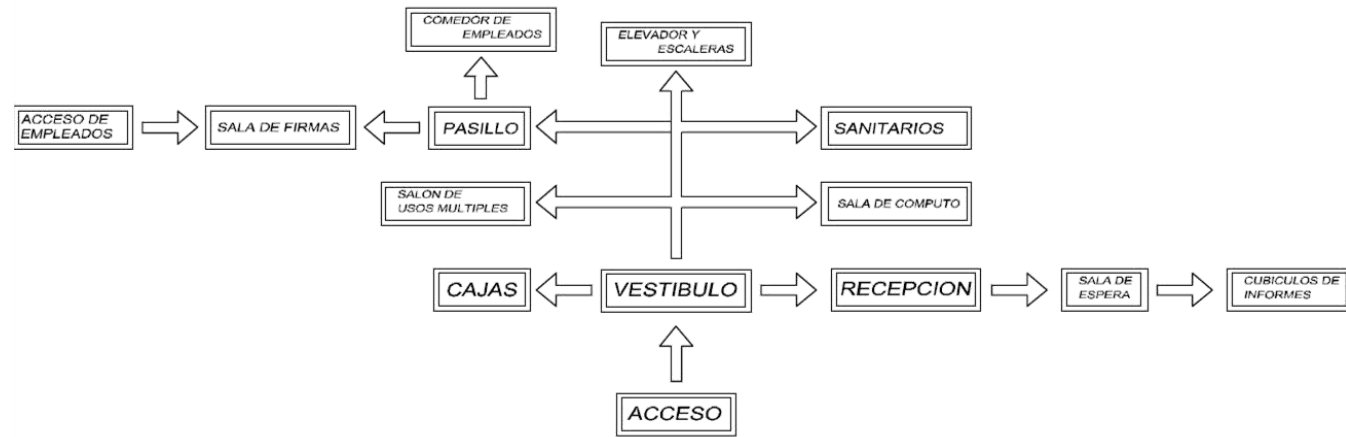 COMEDOR DE
EMPLEADOS
ELEVADOR Y
ESCALERAS
ACCESO DE
EMPLEADOS
SALA DE FIRMAS
PASILLO
SANITARIOS
SALON DE
USOS MULTIPLES
SALA DE COMPUTO
CAJAS
VESTIBULO
RECEPCION
SALA DE
ESPERA
CUBICULOS DE
INFORMES
ACCESO